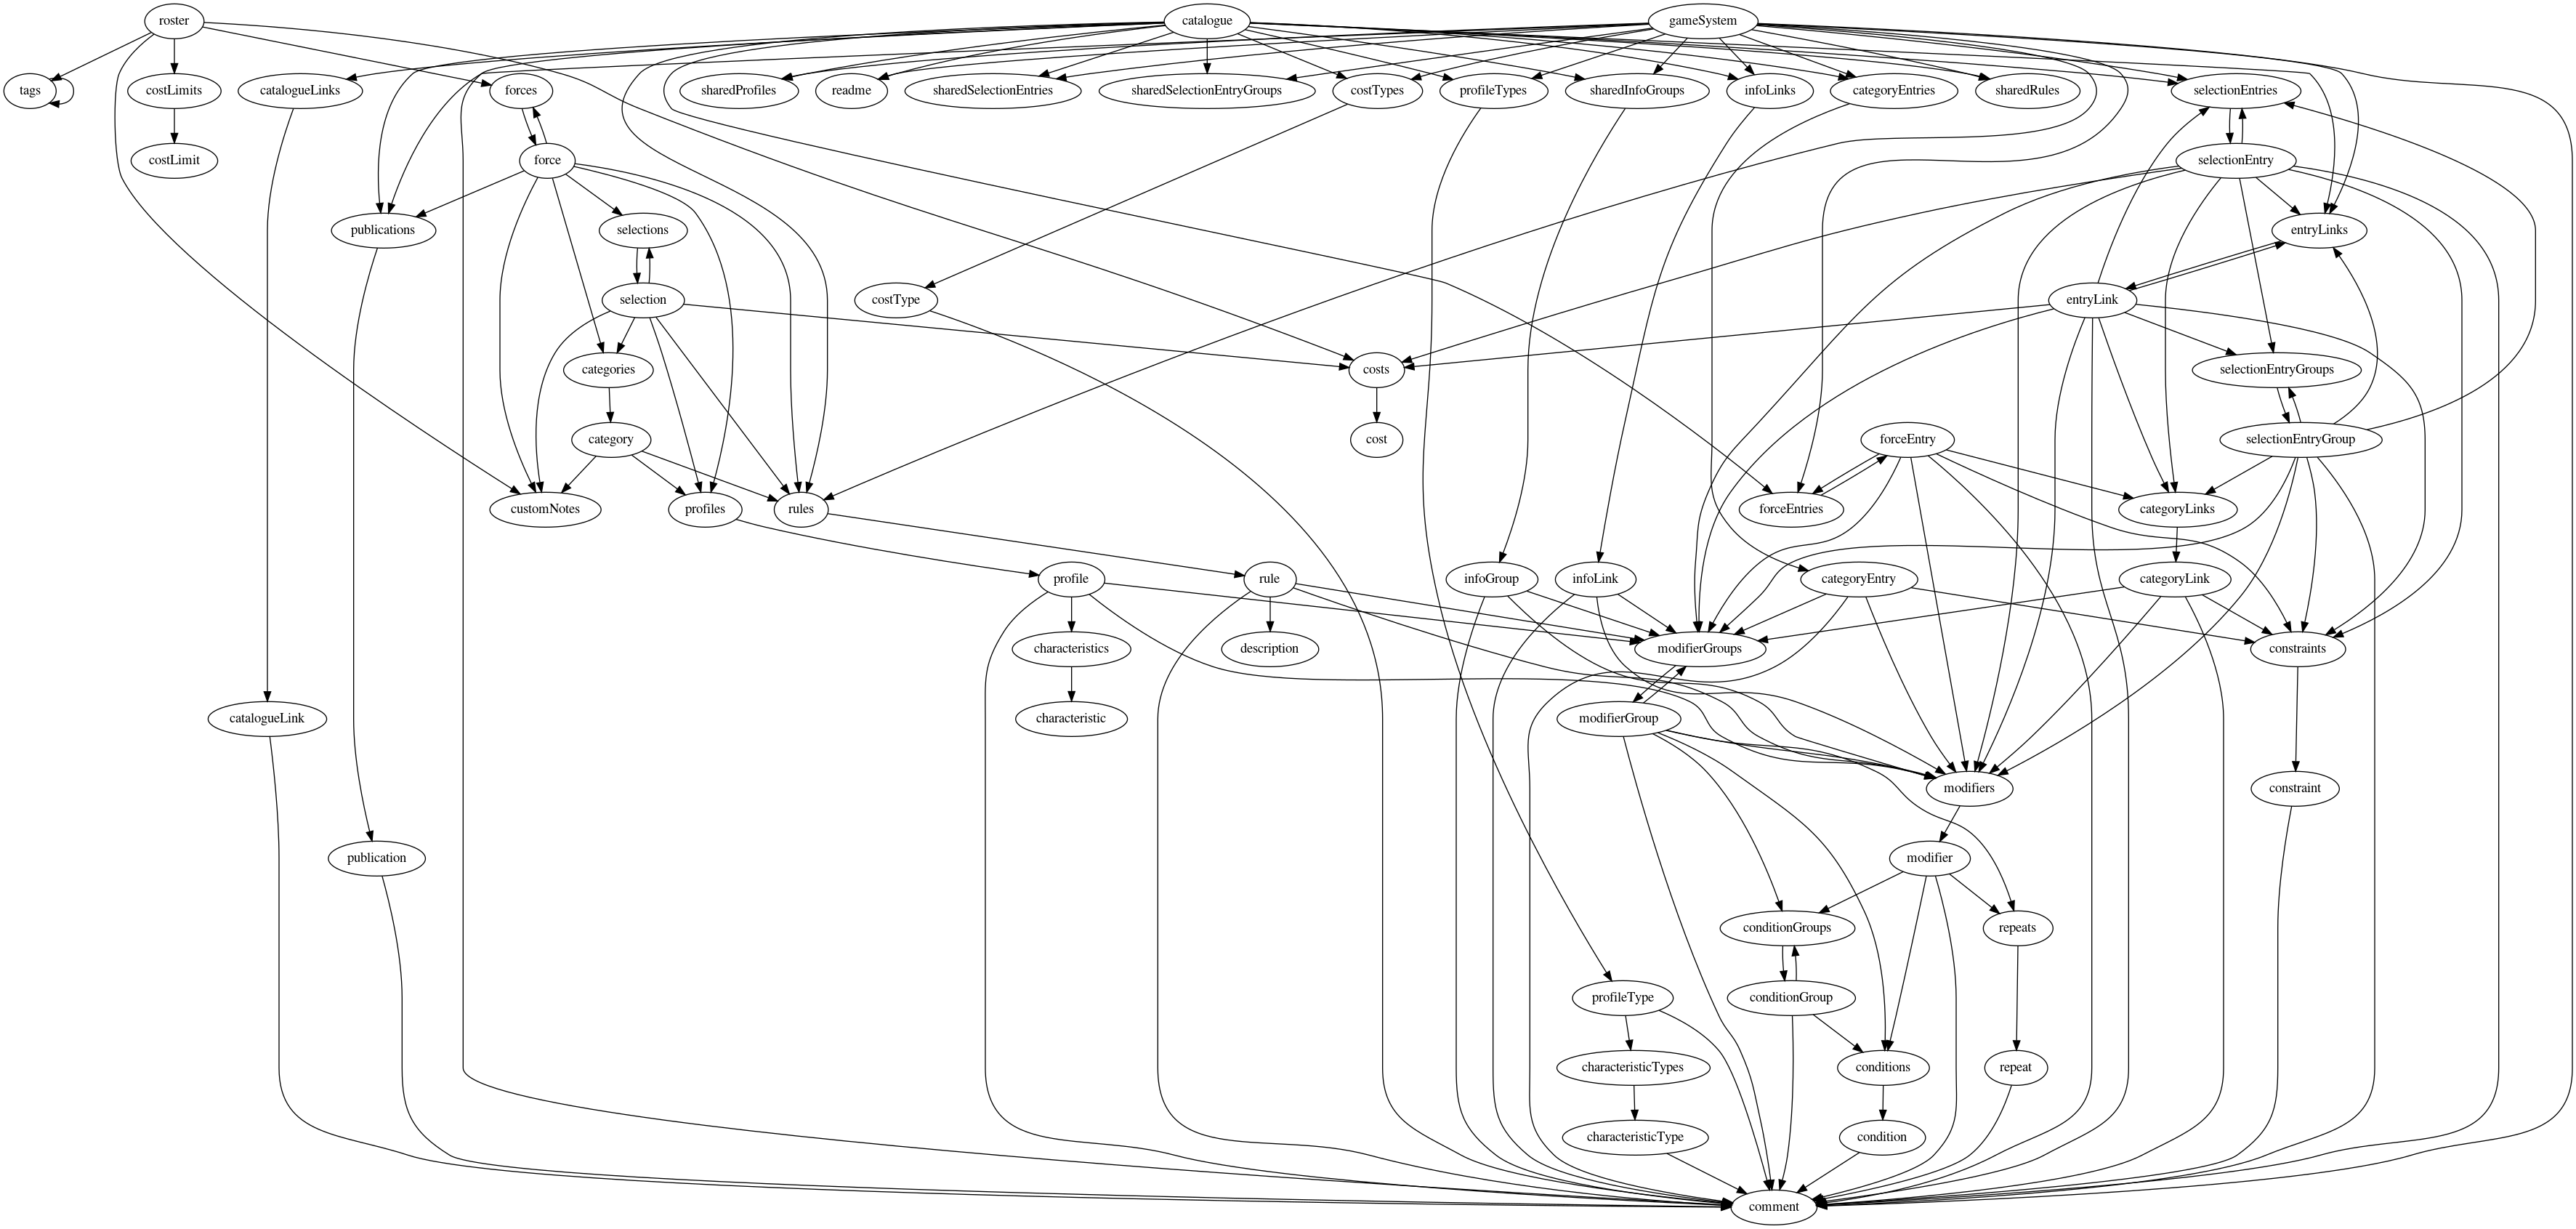 roster
catalogue
gameSystem
tags
costLimits
catalogueLinks
forces
sharedProfiles
readme
sharedSelectionEntries
sharedSelectionEntryGroups
costTypes
profileTypes
sharedInfoGroups
infoLinks
categoryEntries
sharedRules
selectionEntries
costLimit
force
selectionEntry
publications
selections
entryLinks
selection
costType
entryLink
categories
costs
selectionEntryGroups
category
cost
forceEntry
selectionEntryGroup
customNotes
profiles
rules
forceEntries
categoryLinks
profile
rule
infoGroup
infoLink
categoryEntry
categoryLink
characteristics
description
modifierGroups
constraints
catalogueLink
characteristic
modifierGroup
modifiers
constraint
publication
modifier
conditionGroups
repeats
profileType
conditionGroup
characteristicTypes
conditions
repeat
characteristicType
condition
comment